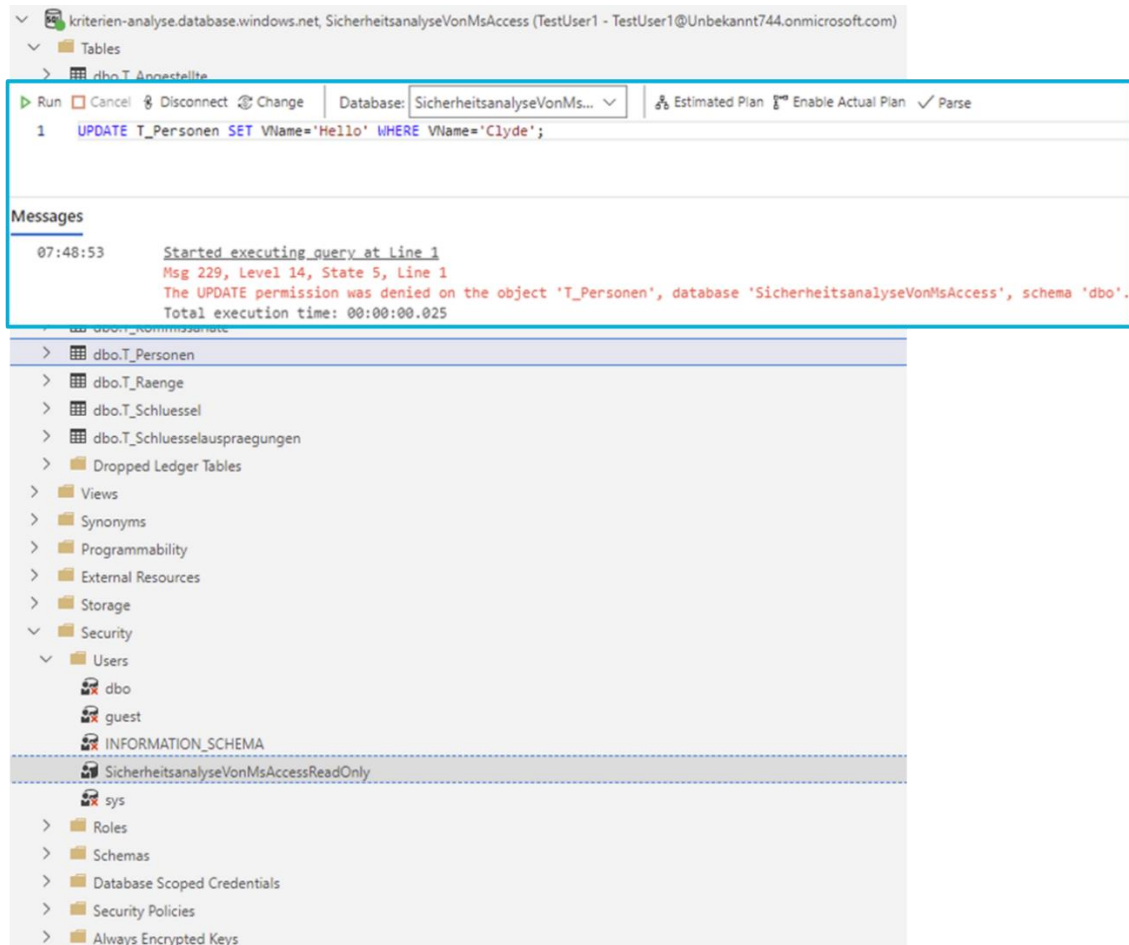 kriterien-analyse.database.windows.net, SicherheitsanalyseVonMsAccess (TestUser1 - TestUser1@Unbekannt744.onmicrosoft.com)
Tables
dbo.T_Angestellte
Run Cancel Disconnect Change Database: SicherheitsanalyseVonMs... Estimated Plan Enable Actual Plan Parse
1 UPDATE T_Personen SET VName='Hello' WHERE VName='Clyde';
Messages
07:48:53 Started executing query at Line 1
Msg 229, Level 14, State 5, Line 1
The UPDATE permission was denied on the object 'T_Personen', database 'SicherheitsanalyseVonMsAccess', schema 'dbo'.
Total execution time: 00:00:00.025
dbo.T_Kommissariate
dbo.T_Personen
dbo.T_Raenge
dbo.T_Schluessel
dbo.T_Schluesselauspraegungen
Dropped Ledger Tables
Views
Synonyms
Programmability
External Resources
Storage
Security
Users
dbo
guest
INFORMATION_SCHEMA
SicherheitsanalyseVonMsAccessReadOnly
sys
Roles
Schemas
Database Scoped Credentials
Security Policies
Always Encrypted Keys